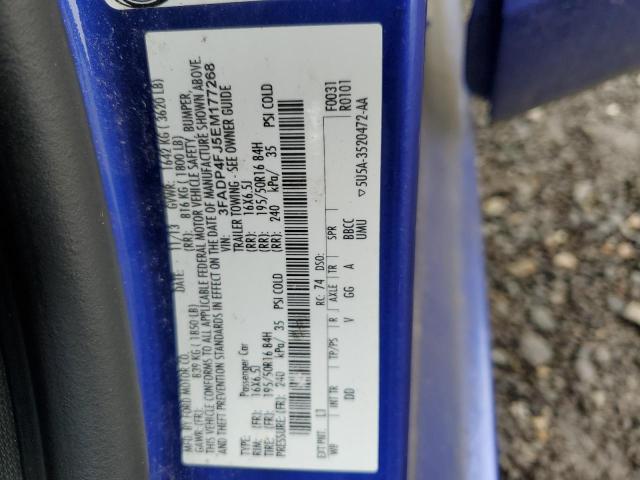 MFD. BY FORD MOTOR CO.
DATE: 11/13 GVWR: 1642 KG ( 3620 LB)
GAWR: (FR): 839 KG ( 1850 LB) (RR): 816 KG ( 1800 LB)
THIS VEHICLE CONFORMS TO ALL APPLICABLE FEDERAL MOTOR VEHICLE SAFETY, BUMPER,
AND THEFT PREVENTION STANDARDS IN EFFECT ON THE DATE OF MANUFACTURE SHOWN ABOVE.
VIN: 3FADP4FJ5EM177268
TYPE: Passenger Car TRAILER TOWING - SEE OWNER GUIDE
RIM: (FR): 16X6.5J (RR): 16X6.5J
TIRE: (FR): 195/50R16 84H (RR): 195/50R16 84H
PRESSURE: (FR): 240 kPa/ 35 PSI COLD (RR): 240 kPa/ 35 PSI COLD
F0031
EXT PNT: RC: 74 DSO: R0101
WB INT TR TP/PS R AXLE TR SPR
DD V GG A BBCC
UMU
▽5U5A-3520472-AA